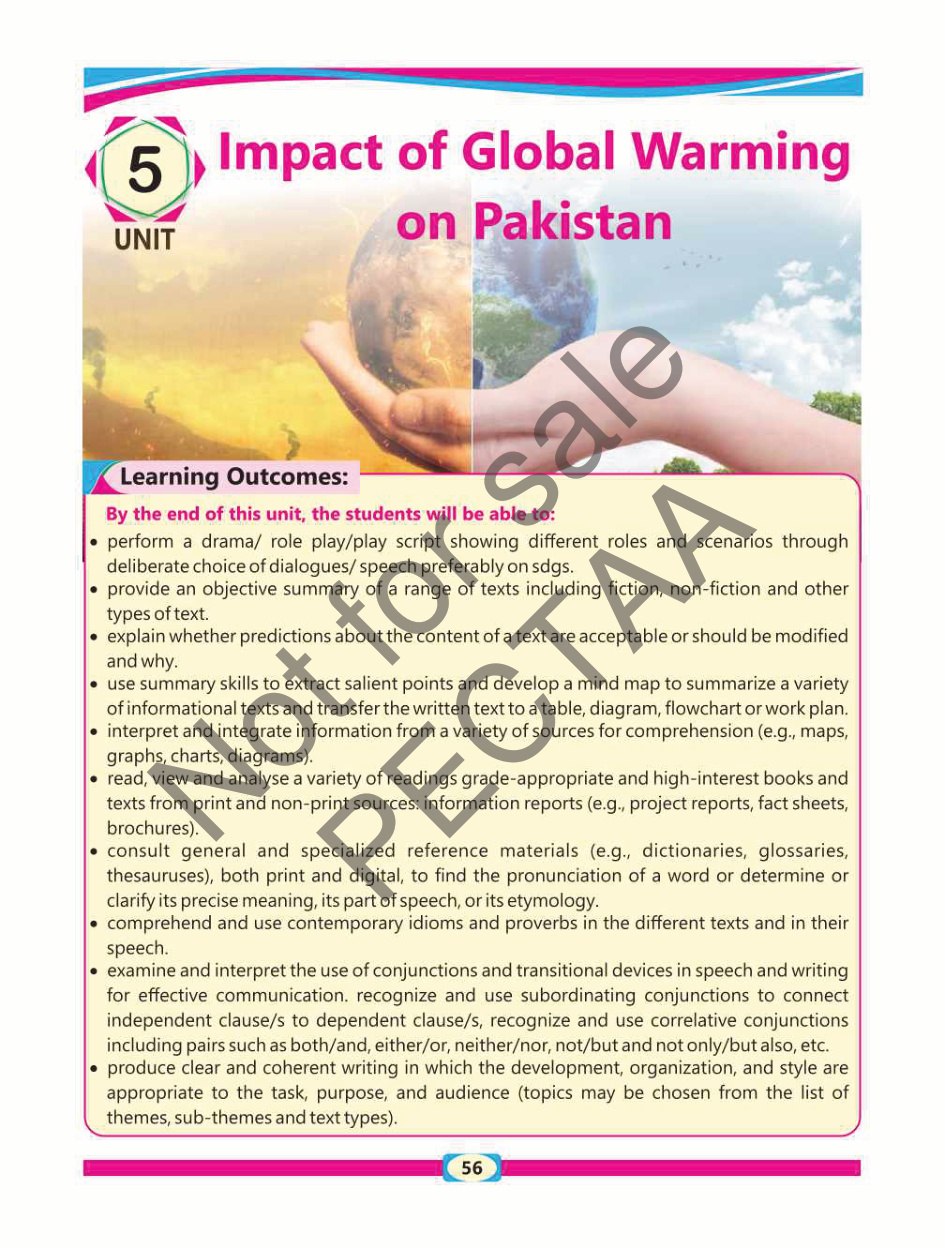 5
UNIT
Impact of Global Warming
on Pakistan
Learning Outcomes:
By the end of this unit, the students will be able to:
• perform a drama/ role play/play script showing different roles and scenarios through
deliberate choice of dialogues/ speech preferably on sdgs.
• provide an objective summary of a range of texts including fiction, non-fiction and other
types of text.
• explain whether predictions about the content of a text are acceptable or should be modified
and why.
• use summary skills to extract salient points and develop a mind map to summarize a variety
of informational texts and transfer the written text to a table, diagram, flowchart or work plan.
• interpret and integrate information from a variety of sources for comprehension (e.g., maps,
graphs, charts, diagrams).
• read, view and analyse a variety of readings grade-appropriate and high-interest books and
texts from print and non-print sources: information reports (e.g., project reports, fact sheets,
brochures).
• consult general and specialized reference materials (e.g., dictionaries, glossaries,
thesauruses), both print and digital, to find the pronunciation of a word or determine or
clarify its precise meaning, its part of speech, or its etymology.
• comprehend and use contemporary idioms and proverbs in the different texts and in their
speech.
• examine and interpret the use of conjunctions and transitional devices in speech and writing
for effective communication. recognize and use subordinating conjunctions to connect
independent clause/s to dependent clause/s, recognize and use correlative conjunctions
including pairs such as both/and, either/or, neither/nor, not/but and not only/but also, etc.
• produce clear and coherent writing in which the development, organization, and style are
appropriate to the task, purpose, and audience (topics may be chosen from the list of
themes, sub-themes and text types).
Not for sale
PECTAA
56